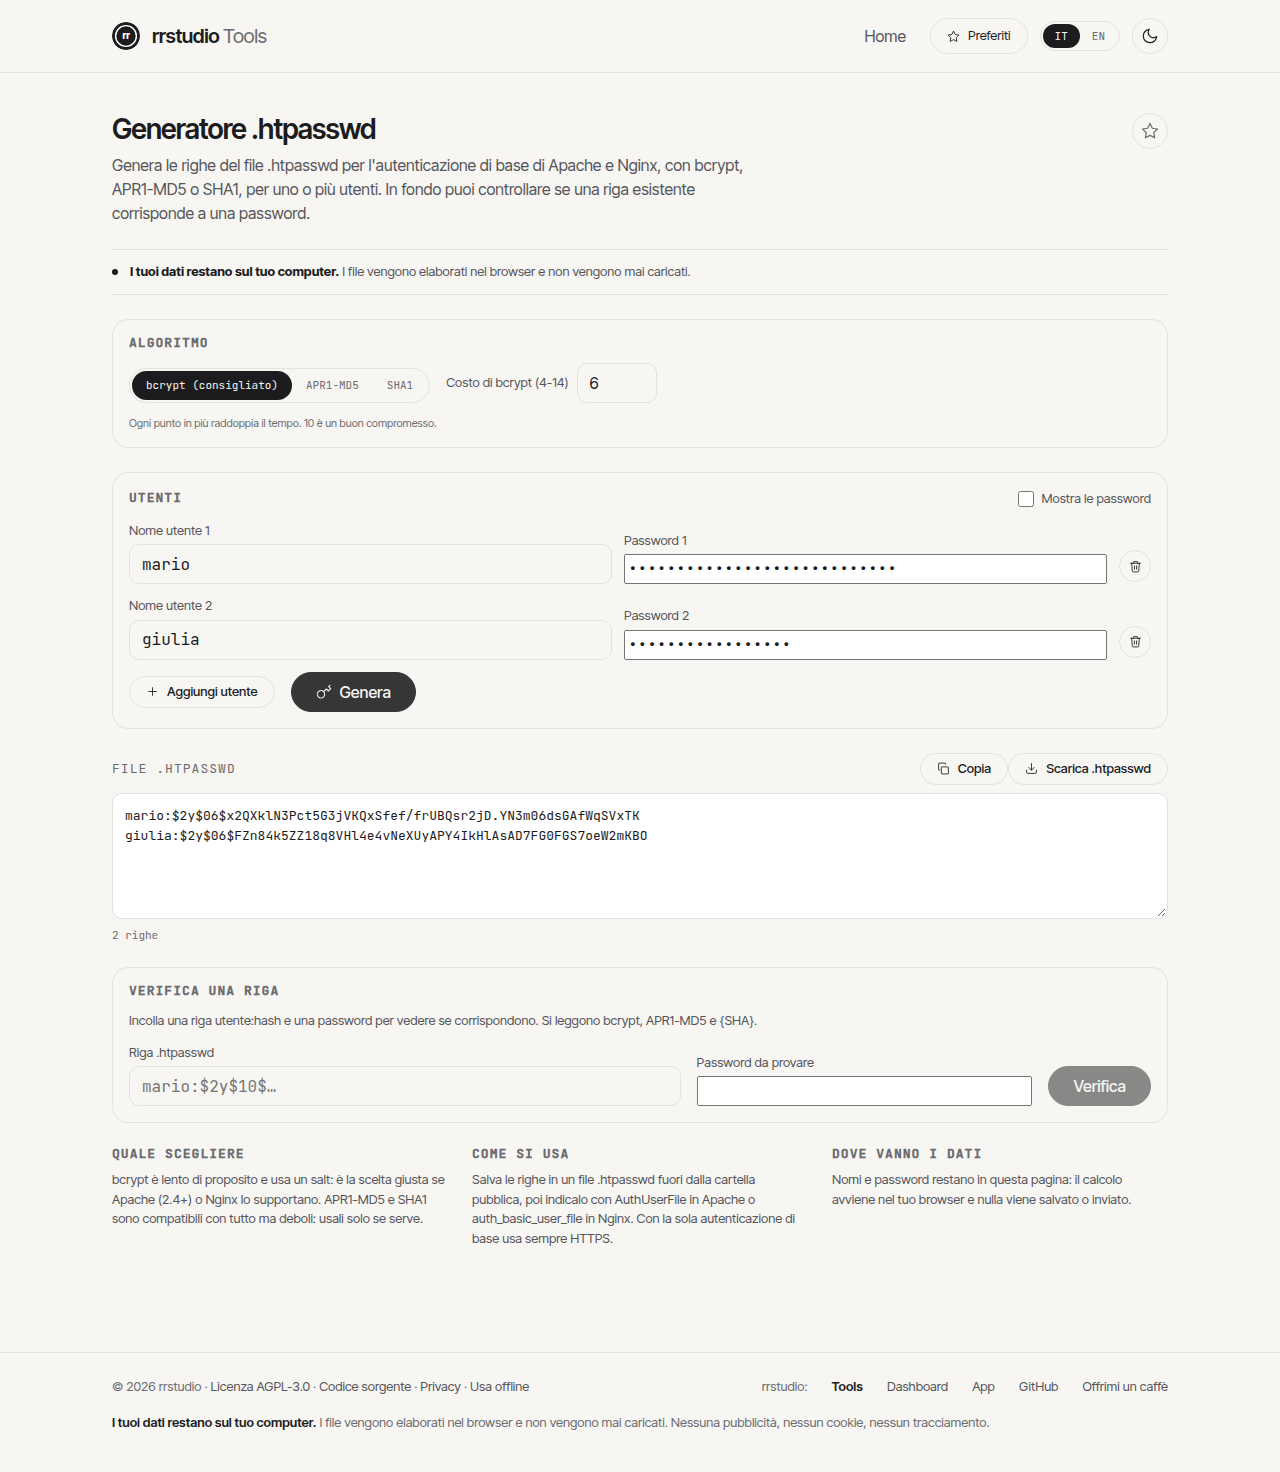 rr rrstudio Tools
Home
Preferiti
IT EN
Generatore .htpasswd
Genera le righe del file .htpasswd per l'autenticazione di base di Apache e Nginx, con bcrypt,
APR1-MD5 o SHA1, per uno o più utenti. In fondo puoi controllare se una riga esistente
corrisponde a una password.
I tuoi dati restano sul tuo computer. I file vengono elaborati nel browser e non vengono mai caricati.
ALGORITMO
bcrypt (consigliato) APR1-MD5 SHA1
Costo di bcrypt (4-14) 6
Ogni punto in più raddoppia il tempo. 10 è un buon compromesso.
UTENTI
Mostra le password
Nome utente 1
Password 1
mario
••••••••••••••••••••••••••••
Nome utente 2
Password 2
giulia
•••••••••••••••••
Aggiungi utente
Genera
FILE .HTPASSWD
Copia
Scarica .htpasswd
mario:$2y$06$x2QXklN3Pct5G3jVKQxSfef/frUBQsr2jD.YN3m06dsGAfWqSVxTK
giulia:$2y$06$FZn84k5ZZ18q8VHl4e4vNeXUyAPY4IkHlAsAD7FG0FGS7oeW2mKBO
2 righe
VERIFICA UNA RIGA
Incolla una riga utente:hash e una password per vedere se corrispondono. Si leggono bcrypt, APR1-MD5 e {SHA}.
Riga .htpasswd
Password da provare
mario:$2y$10$…
Verifica
QUALE SCEGLIERE
bcrypt è lento di proposito e usa un salt: è la scelta giusta se
Apache (2.4+) o Nginx lo supportano. APR1-MD5 e SHA1
sono compatibili con tutto ma deboli: usali solo se serve.
COME SI USA
Salva le righe in un file .htpasswd fuori dalla cartella
pubblica, poi indicalo con AuthUserFile in Apache o
auth_basic_user_file in Nginx. Con la sola autenticazione di
base usa sempre HTTPS.
DOVE VANNO I DATI
Nomi e password restano in questa pagina: il calcolo
avviene nel tuo browser e nulla viene salvato o inviato.
© 2026 rrstudio · Licenza AGPL-3.0 · Codice sorgente · Privacy · Usa offline
rrstudio: Tools Dashboard App GitHub Offrimi un caffè
I tuoi dati restano sul tuo computer. I file vengono elaborati nel browser e non vengono mai caricati. Nessuna pubblicità, nessun cookie, nessun tracciamento.